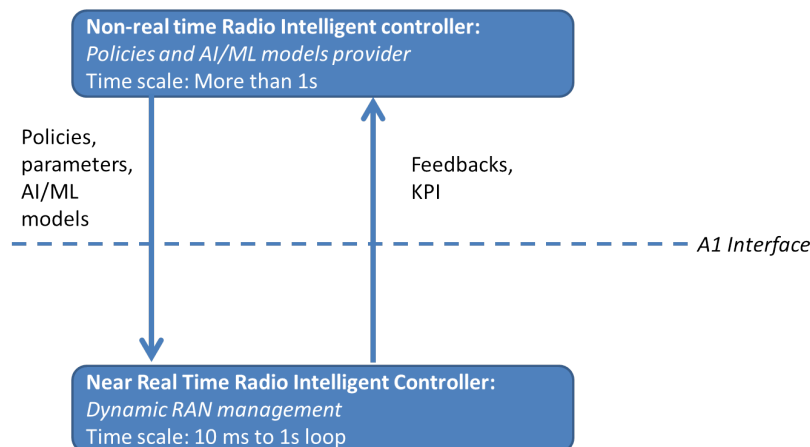 Non-real time Radio Intelligent controller:
Policies and AI/ML models provider
Time scale: More than 1s
Policies,
parameters,
AI/ML
models
Feedbacks,
KPI
A1 Interface
Near Real Time Radio Intelligent Controller:
Dynamic RAN management
Time scale: 10 ms to 1s loop